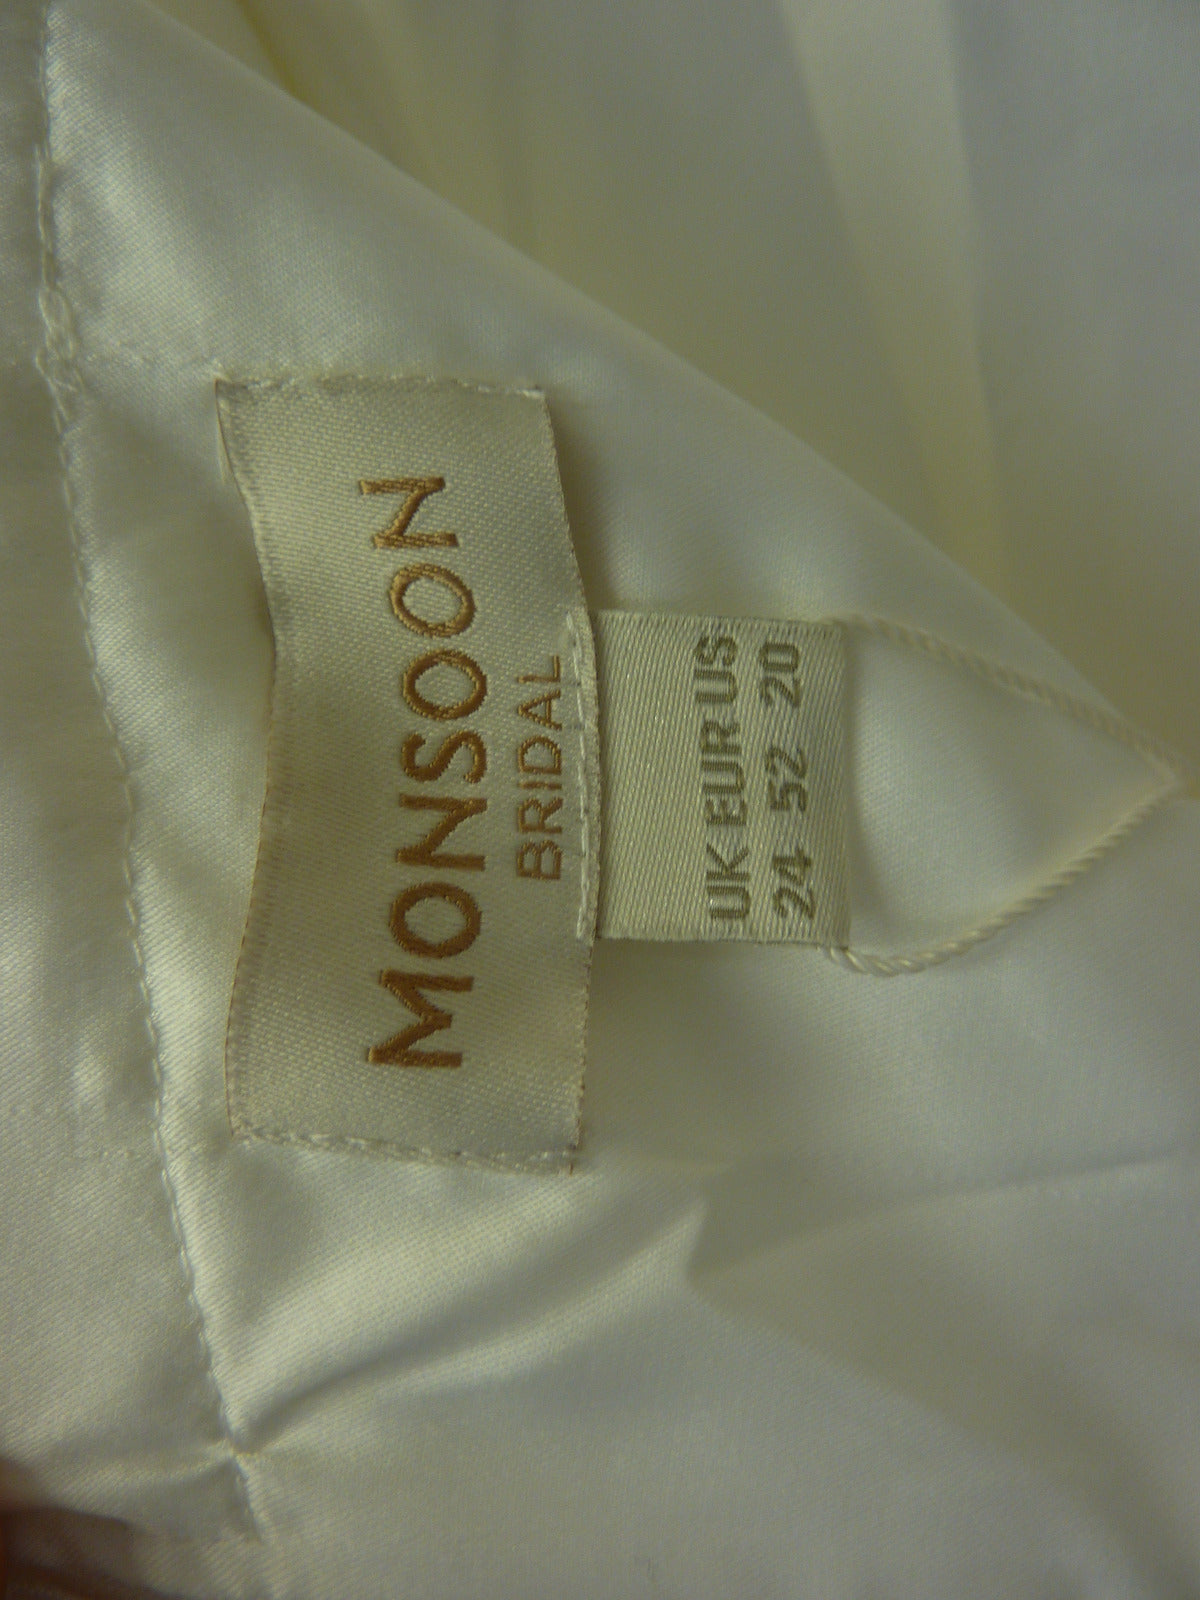 MONSOON
BRIDAL
UK EUR US
24 52 20